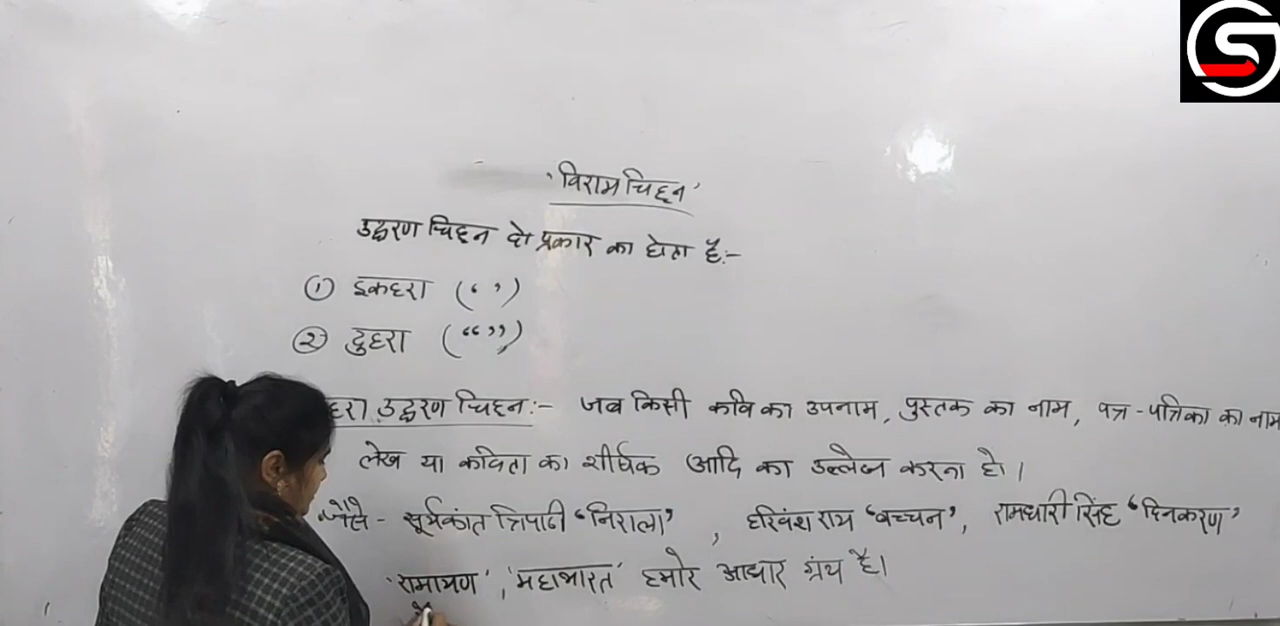 'विराम चिह्न'
उद्धरण चिह्न दो प्रकार का होता है:-
① इकहरा (‘ ’)
② दुहरा (“ ”)
हरा उद्धरण चिह्न:- जब किसी कवि का उपनाम, पुस्तक का नाम, पत्र-पत्रिका का नाम
लेख या कविता का शीर्षक आदि का उल्लेख करना हो।
जैसे - सूर्यकांत त्रिपाठी ‘निराला’, हरिवंश राय ‘बच्चन’, रामधारी सिंह ‘दिनकरण’
'रामायण', 'महाभारत' हमारे आधार ग्रंथ है।